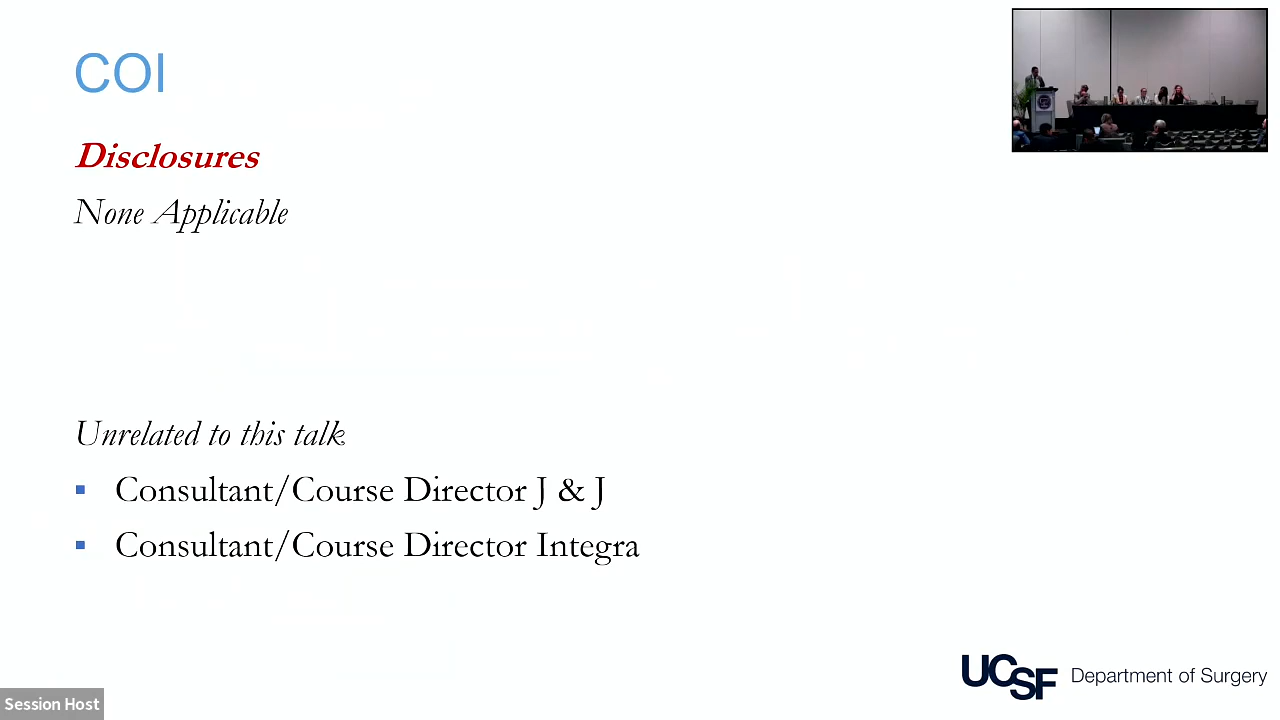 COI
Disclosures
None Applicable
Unrelated to this talk
▪ Consultant/Course Director J & J
▪ Consultant/Course Director Integra
UCSF Department of Surgery
Session Host